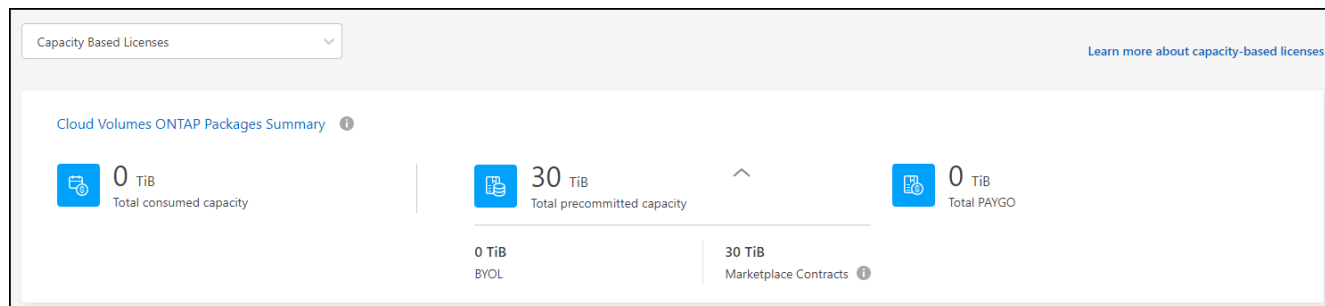 Capacity Based Licenses
Learn more about capacity-based licenses
Cloud Volumes ONTAP Packages Summary
0 TiB
Total consumed capacity
30 TiB
Total precommitted capacity
0 TiB
Total PAYGO
0 TiB
BYOL
30 TiB
Marketplace Contracts